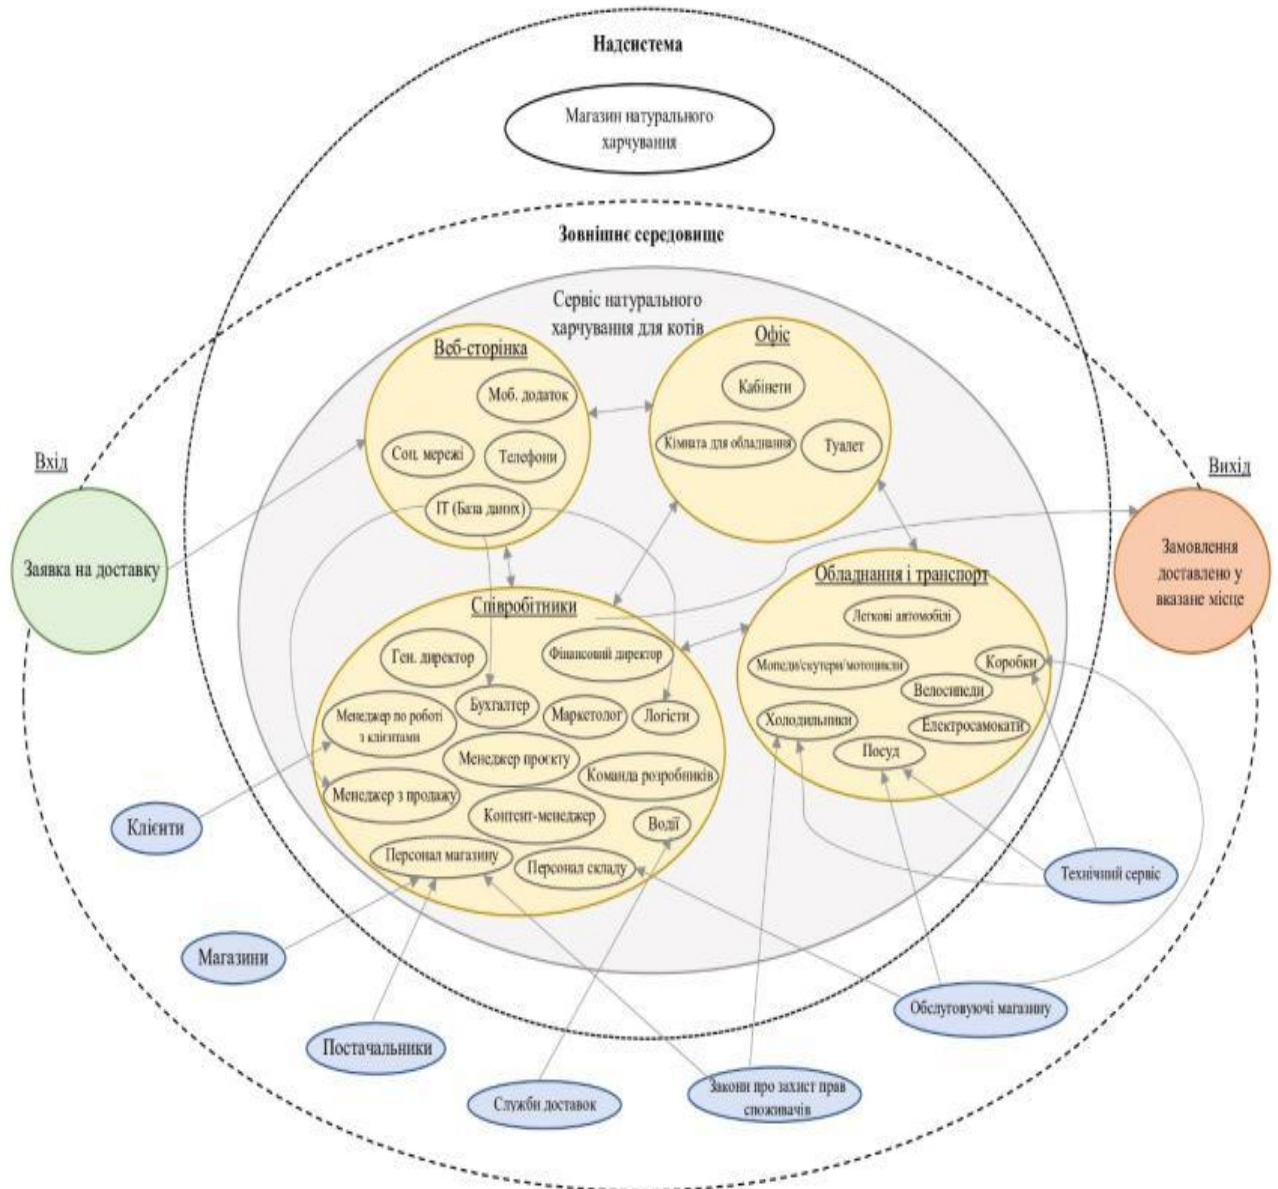 Надсистема
Магазин натурального
харчування
Зовнішнє середовище
Сервіс натурального
харчування для котів
Веб-сторінка
Моб. додаток
Соц. мережі
Телефони
ІТ (База даних)
Офіс
Кабінети
Кімната для обладнання
Туалет
Вхід
Заявка на доставку
Вихід
Замовлення
доставлено у
вказане місце
Співробітники
Ген. директор
Фінансовий директор
Бухгалтер
Маркетолог
Логісти
Менеджер по роботі
з клієнтами
Менеджер проєкту
Команда розробників
Менеджер з продажу
Контент-менеджер
Водії
Персонал магазину
Персонал складу
Обладнання і транспорт
Легкові автомобілі
Мопеди/скутери/мотоцикли
Коробки
Велосипеди
Холодильники
Електросамокати
Посуд
Клієнти
Магазини
Постачальники
Служби доставок
Закони про захист прав
споживачів
Обслуговуючі магазину
Технічний сервіс